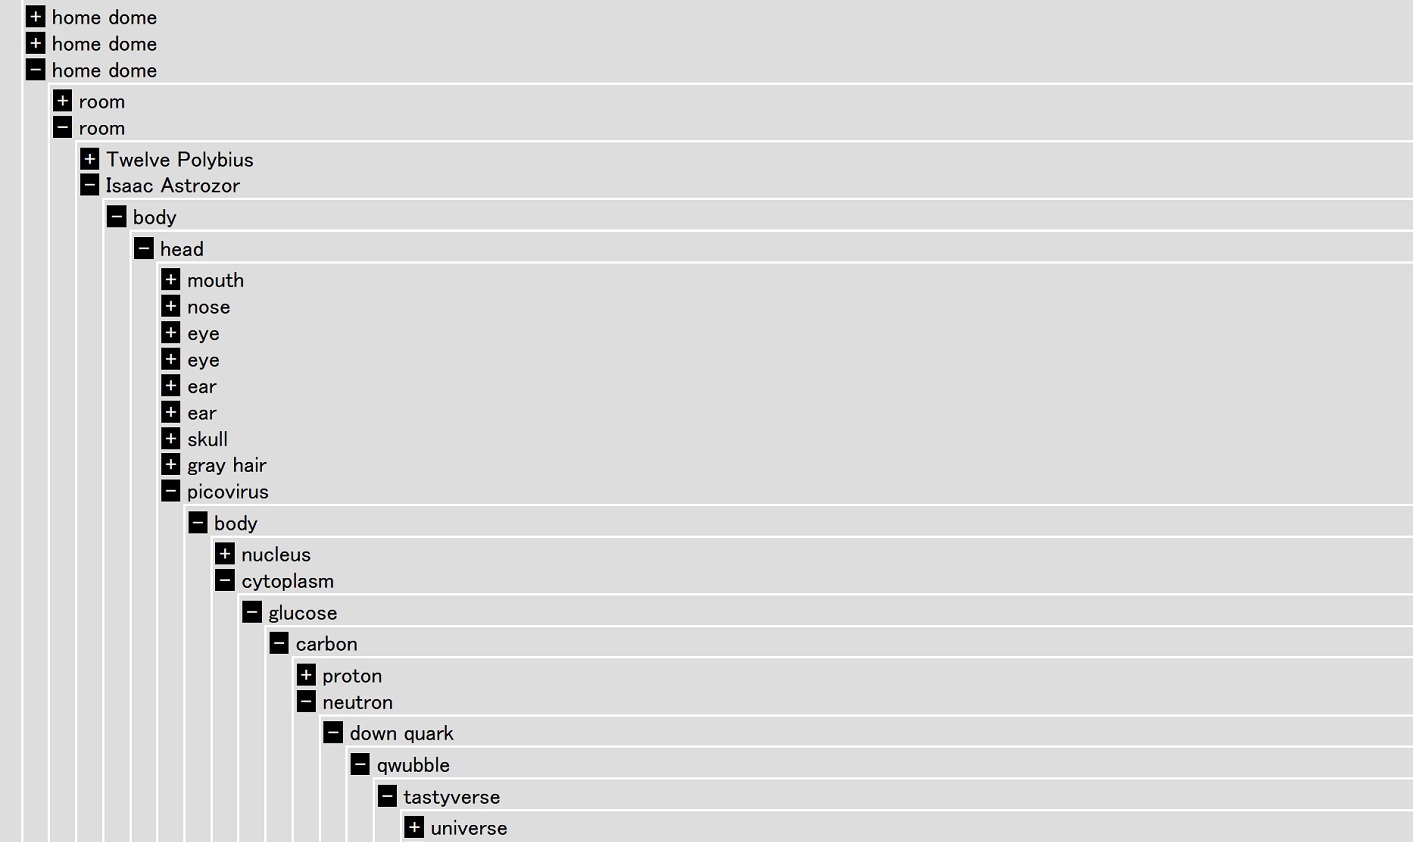 + home dome
+ home dome
− home dome
+ room
− room
+ Twelve Polybius
− Isaac Astrozor
− body
− head
+ mouth
+ nose
+ eye
+ eye
+ ear
+ ear
+ skull
+ gray hair
− picovirus
− body
+ nucleus
− cytoplasm
− glucose
− carbon
+ proton
− neutron
− down quark
− qwubble
− tastyverse
+ universe